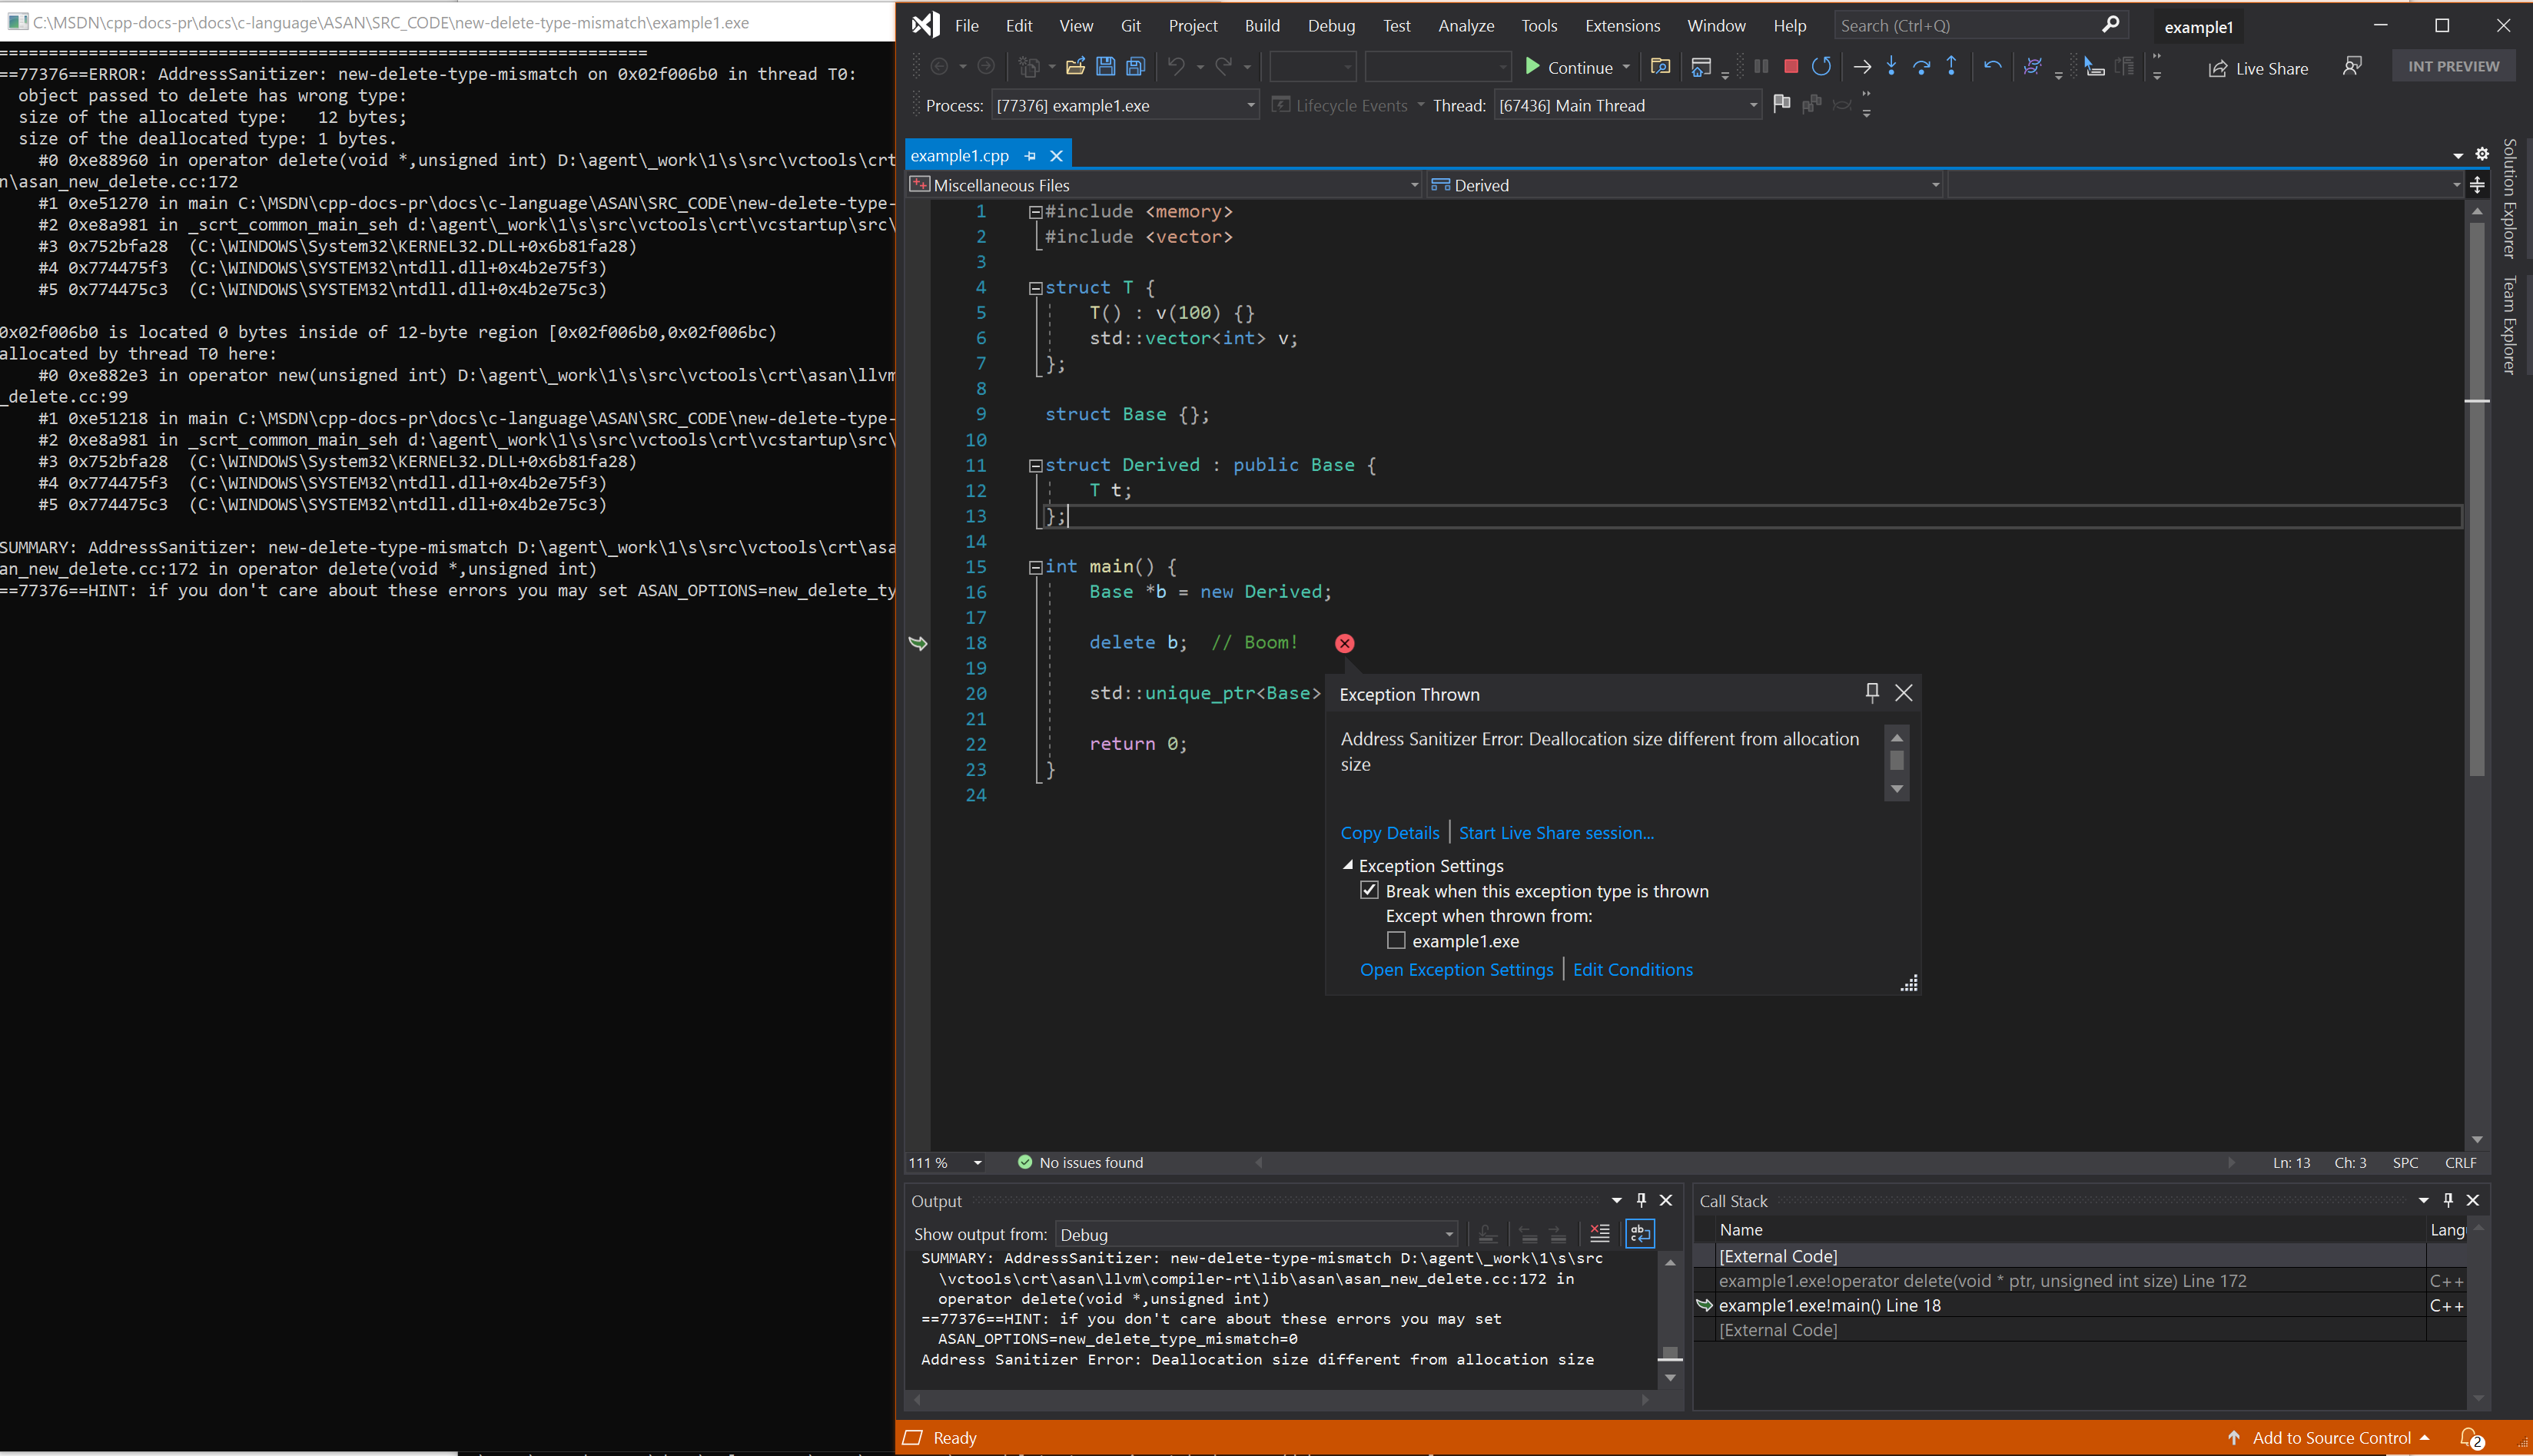 C:\MSDN\cpp-docs-pr\docs\c-language\ASAN\SRC_CODE\new-delete-type-mismatch\example1.exe
=================================================================
==77376==ERROR: AddressSanitizer: new-delete-type-mismatch on 0x02f006b0 in thread T0:
object passed to delete has wrong type:
size of the allocated type:   12 bytes;
size of the deallocated type: 1 bytes.
#0 0xe88960 in operator delete(void *,unsigned int) D:\agent\_work\1\s\src\vctools\crt
n\asan_new_delete.cc:172
#1 0xe51270 in main C:\MSDN\cpp-docs-pr\docs\c-language\ASAN\SRC_CODE\new-delete-type-
#2 0xe8a981 in _scrt_common_main_seh d:\agent\_work\1\s\src\vctools\crt\vcstartup\src\
#3 0x752bfa28  (C:\WINDOWS\System32\KERNEL32.DLL+0x6b81fa28)
#4 0x774475f3  (C:\WINDOWS\SYSTEM32\ntdll.dll+0x4b2e75f3)
#5 0x774475c3  (C:\WINDOWS\SYSTEM32\ntdll.dll+0x4b2e75c3)
0x02f006b0 is located 0 bytes inside of 12-byte region [0x02f006b0,0x02f006bc)
allocated by thread T0 here:
#0 0xe882e3 in operator new(unsigned int) D:\agent\_work\1\s\src\vctools\crt\asan\llvm
_delete.cc:99
#1 0xe51218 in main C:\MSDN\cpp-docs-pr\docs\c-language\ASAN\SRC_CODE\new-delete-type-
#2 0xe8a981 in _scrt_common_main_seh d:\agent\_work\1\s\src\vctools\crt\vcstartup\src\
#3 0x752bfa28  (C:\WINDOWS\System32\KERNEL32.DLL+0x6b81fa28)
#4 0x774475f3  (C:\WINDOWS\SYSTEM32\ntdll.dll+0x4b2e75f3)
#5 0x774475c3  (C:\WINDOWS\SYSTEM32\ntdll.dll+0x4b2e75c3)
SUMMARY: AddressSanitizer: new-delete-type-mismatch D:\agent\_work\1\s\src\vctools\crt\asa
an_new_delete.cc:172 in operator delete(void *,unsigned int)
==77376==HINT: if you don't care about these errors you may set ASAN_OPTIONS=new_delete_ty
File Edit View Git Project Build Debug Test Analyze Tools Extensions Window Help Search (Ctrl+Q) example1
Continue Live Share INT PREVIEW
Process: [77376] example1.exe Lifecycle Events Thread: [67436] Main Thread
example1.cpp
Miscellaneous Files Derived
1 #include <memory>
2 #include <vector>
3
4 struct T {
5 T() : v(100) {}
6 std::vector<int> v;
7 };
8
9 struct Base {};
10
11 struct Derived : public Base {
12 T t;
13 };
14
15 int main() {
16 Base *b = new Derived;
17
18 delete b;  // Boom!
19
20 std::unique_ptr<Base>
21
22 return 0;
23 }
24
Exception Thrown
Address Sanitizer Error: Deallocation size different from allocation
size
Copy Details | Start Live Share session...
Exception Settings
Break when this exception type is thrown
Except when thrown from:
example1.exe
Open Exception Settings | Edit Conditions
Solution Explorer
Team Explorer
111 % No issues found Ln: 13 Ch: 3 SPC CRLF
Output
Show output from: Debug
SUMMARY: AddressSanitizer: new-delete-type-mismatch D:\agent\_work\1\s\src
\vctools\crt\asan\llvm\compiler-rt\lib\asan\asan_new_delete.cc:172 in
operator delete(void *,unsigned int)
==77376==HINT: if you don't care about these errors you may set
ASAN_OPTIONS=new_delete_type_mismatch=0
Address Sanitizer Error: Deallocation size different from allocation size
Call Stack
Name Lang
[External Code]
example1.exe!operator delete(void * ptr, unsigned int size) Line 172 C++
example1.exe!main() Line 18 C++
[External Code]
Ready Add to Source Control 2